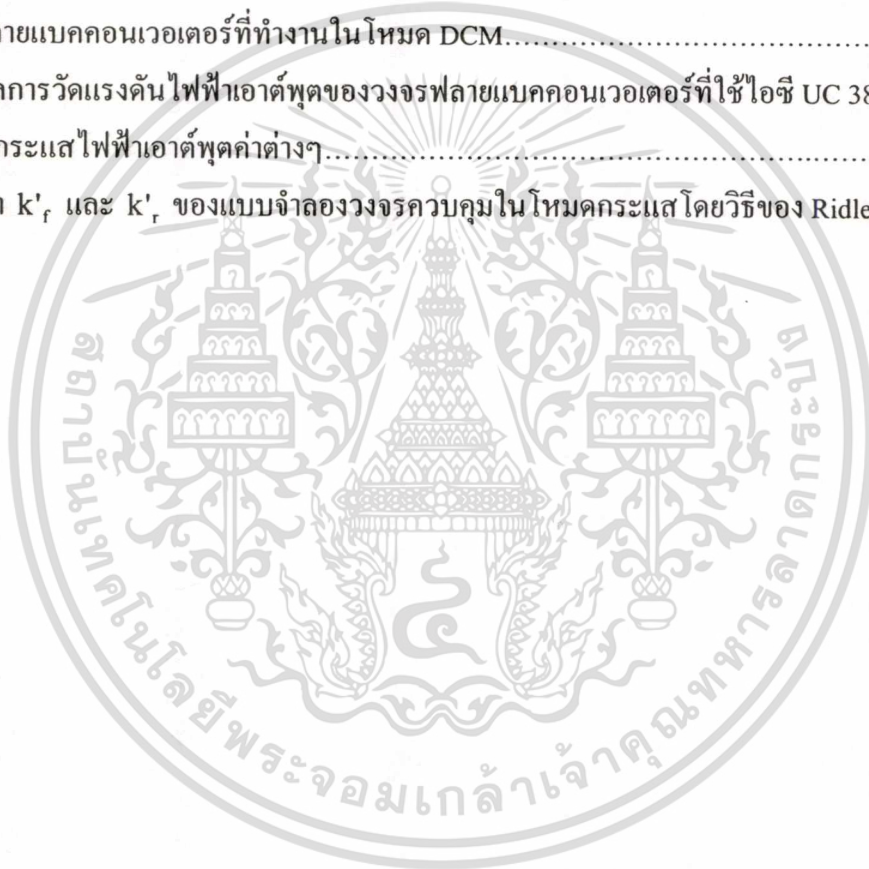 ลายแบคคอนเวอเตอร์ที่ทำงานในโหมด DCM
การวัดแรงดันไฟฟ้าเอาต์พุตของวงจรฟลายแบคคอนเวอเตอร์ที่ใช้ไอซี UC 38
กระแสไฟฟ้าเอาต์พุตค่าต่างๆ
k'f และ k'r ของแบบจำลองวงจรควบคุมในโหมดกระแสโดยวิธีของ Ridle
สถาบันเทคโนโลยีพระจอมเกล้าเจ้าคุณทหารลาดกระบัง